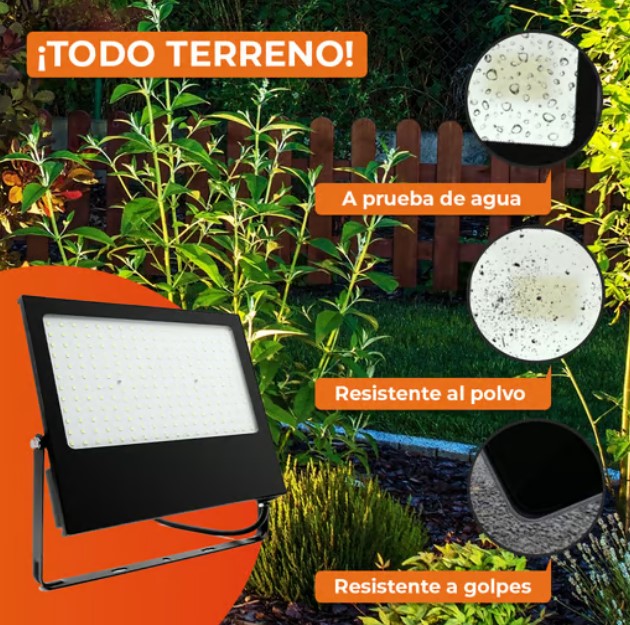 ¡TODO TERRENO!
A prueba de agua
Resistente al polvo
Resistente a golpes